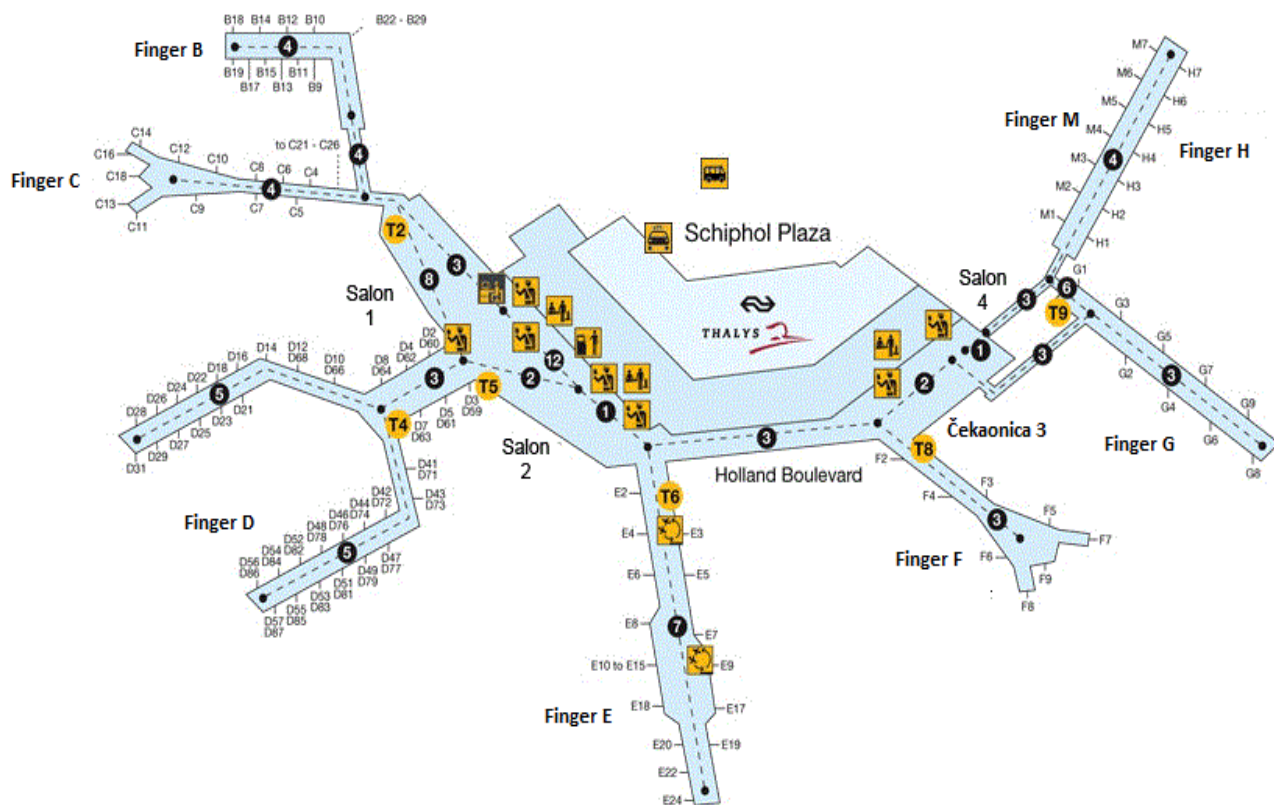 B18 B14 B12 B10
B22 - B29
Finger B
4
B19 B15 B11
B17 B13 B9
M7
H7
M6
H6
M5
Finger M
H5
M4
Finger H
4
M3
H4
M2
H3
M1
H2
H1
C14
C16
C12
C10
to C21 - C26
4
Finger C
C18
C8
C6
C4
4
C13
C9
C7
C5
C11
T2
Schiphol Plaza
8
3
Salon
1
Salon
4
G1
6
3
T9
G3
THALYS
12
1
3
G5
2
G2
3
G7
G4
G9
G6
G8
D2
D60
D4
D62
D8
D64
D10
D66
D12
D68
D14
D16
D18
D22
D24
D26
D28
5
D21
D23
D25
D27
D29
D31
3
2
T5
D3
D59
D5
D61
D7
D63
T4
1
Salon
2
3
Holland Boulevard
Čekaonica 3
Finger G
T8
F2
F4
F3
3
F5
F7
F6
F9
F8
Finger F
D41
D71
D43
D73
D42
D72
D44
D74
D46
D76
D48
D78
D52
D82
D54
D84
D56
D86
5
D47
D77
D49
D79
D51
D81
D53
D83
D55
D85
D57
D87
Finger D
E2
T6
E4
E3
E6
E5
E8
7
E7
E10 to E15
E9
E18
E17
Finger E
E20
E19
E22
E24